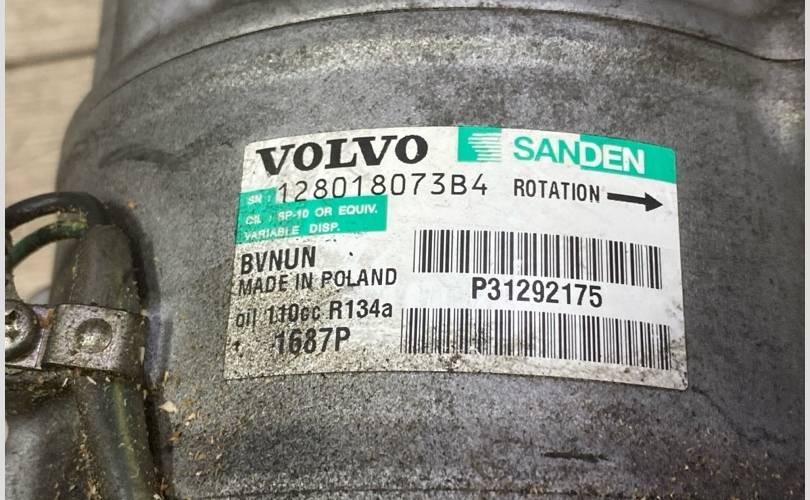 VOLVO SANDEN
SN : 128018073B4 ROTATION
OIL : SP-10 OR EQUIV.
VARIABLE DISP.
BVNUN
MADE IN POLAND
P31292175
oil 110cc R134a
1687P